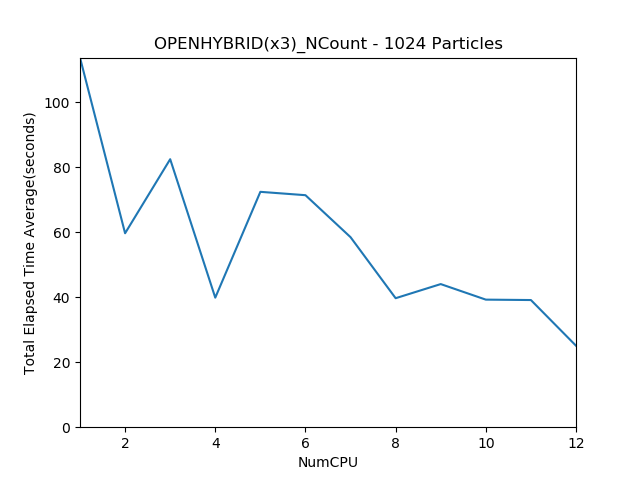 OPENHYBRID(x3)_NCount - 1024 Particles
Total Elapsed Time Average(seconds)
100
80
60
40
20
0
2 4 6 8 10 12
NumCPU